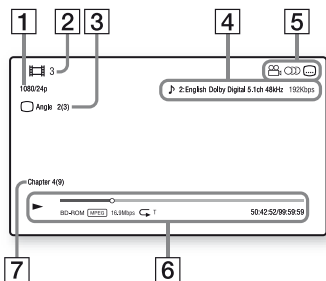 1 2 3 4 5
3
1080/24p
2:English Dolby Digital 5.1ch 48kHz 192Kbps
Angle 2(3)
Chapter 4(9)
BD-ROM MPEG 16.9Mbps T 50:42:52/99:59:59
7 6